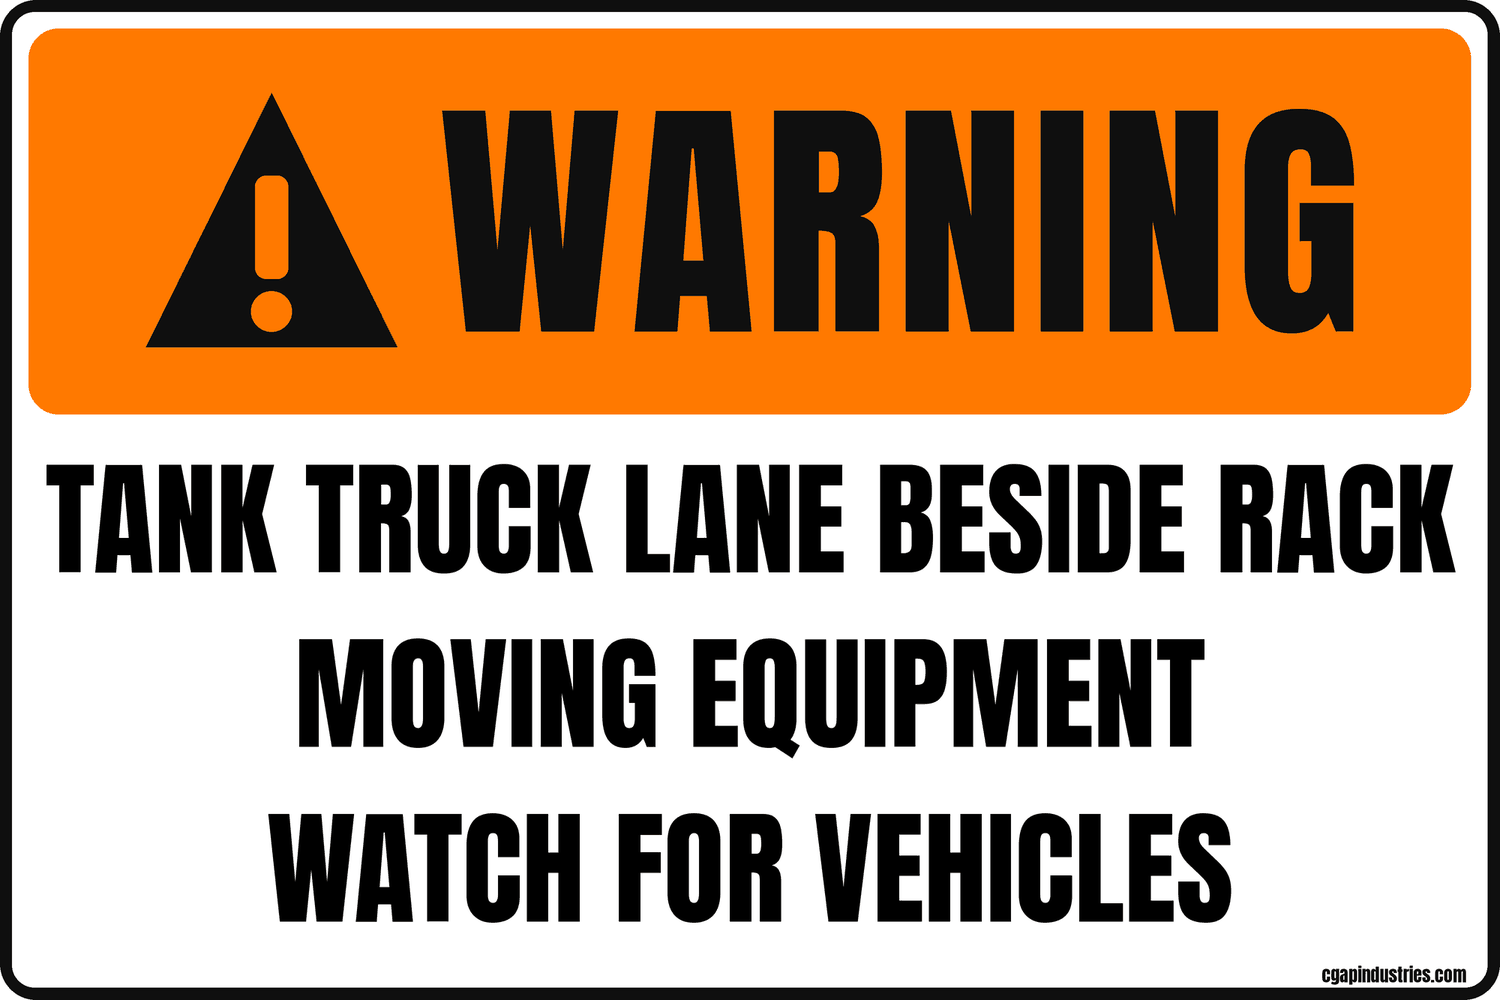 WARNING
TANK TRUCK LANE BESIDE RACK
MOVING EQUIPMENT
WATCH FOR VEHICLES
cgapindustries.com